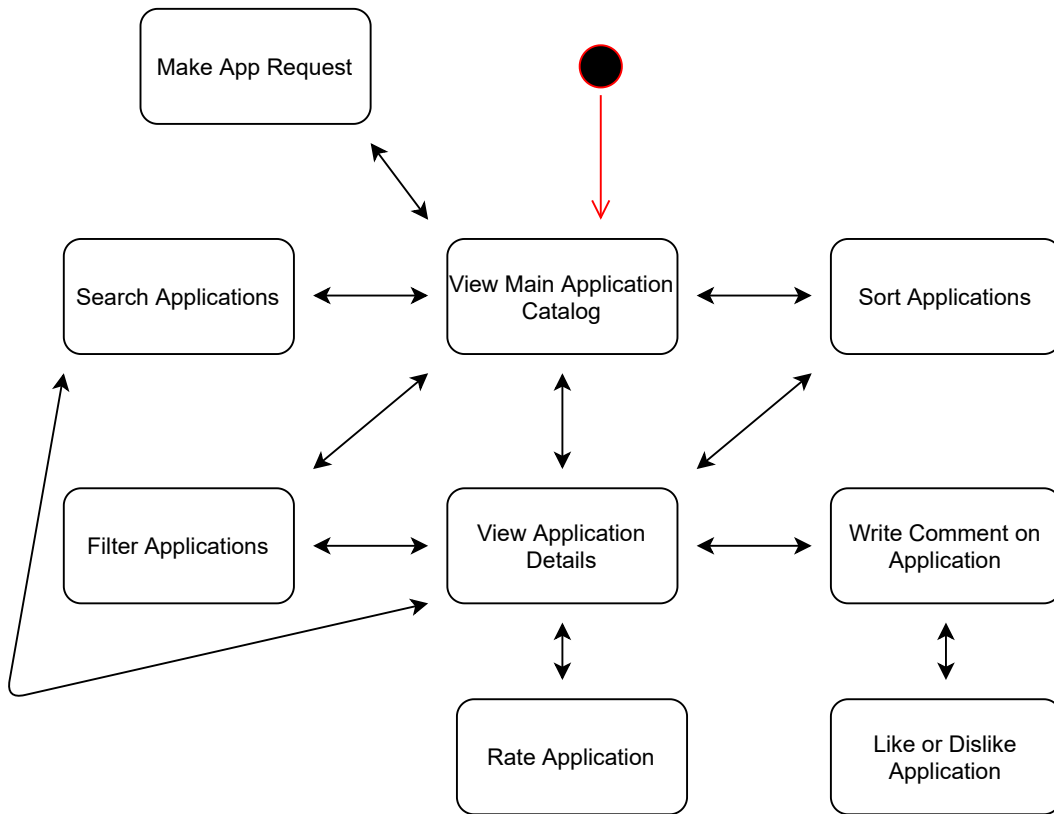 Make App Request
Search Applications
View Main Application
Catalog
Sort Applications
Filter Applications
View Application
Details
Write Comment on
Application
Rate Application
Like or Dislike
Application